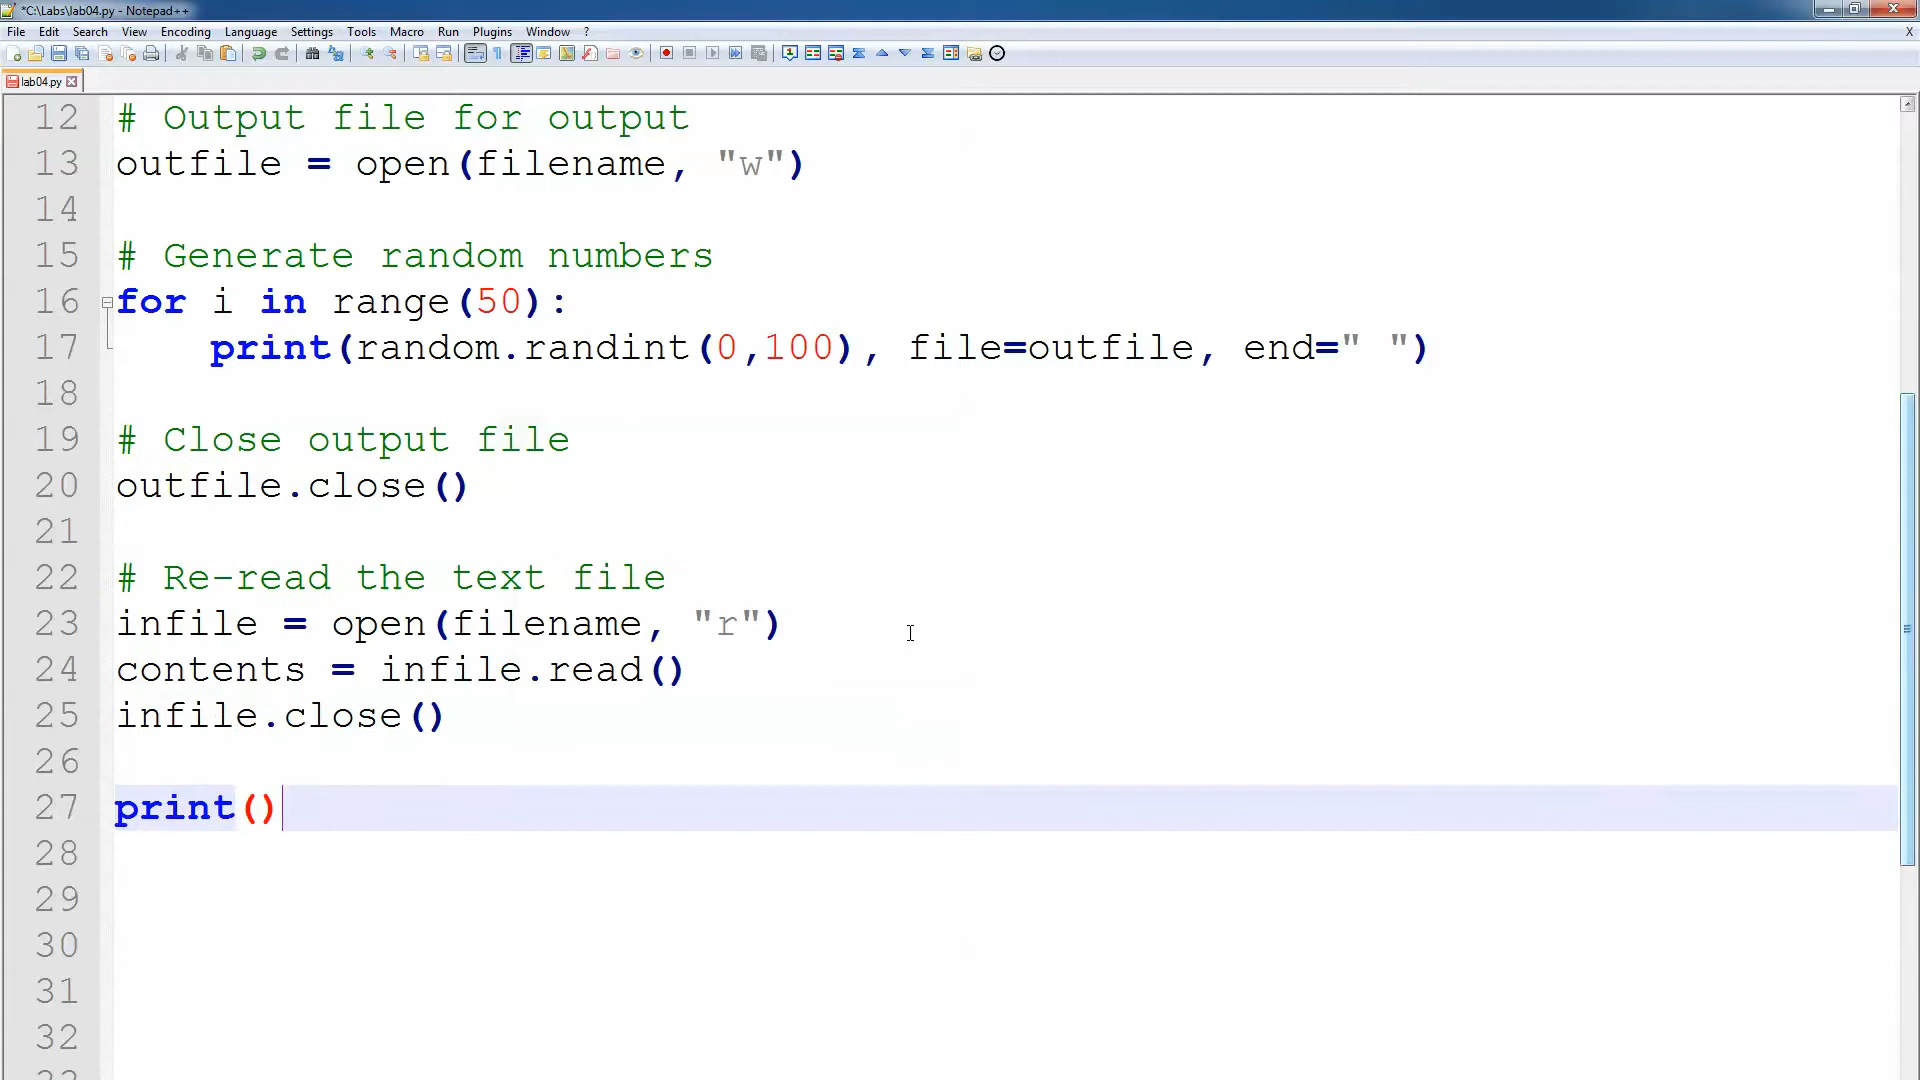 *C:\Labs\lab04.py - Notepad++
File Edit Search View Encoding Language Settings Tools Macro Run Plugins Window ? X
lab04.py
12 # Output file for output
13 outfile = open(filename, "w")
14
15 # Generate random numbers
16 for i in range(50):
17 print(random.randint(0,100), file=outfile, end=" ")
18
19 # Close output file
20 outfile.close()
21
22 # Re-read the text file
23 infile = open(filename, "r")
24 contents = infile.read()
25 infile.close()
26
27 print()
28
29
30
31
32